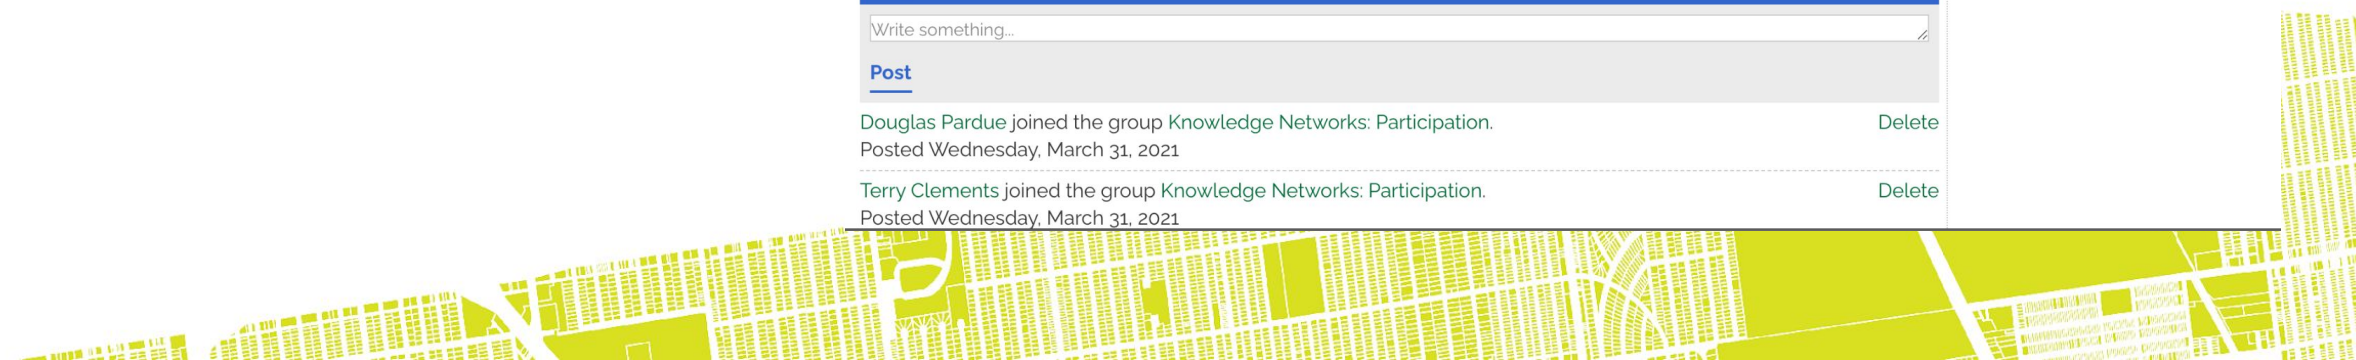 Write something...
Post
Douglas Pardue joined the group Knowledge Networks: Participation. Delete
Posted Wednesday, March 31, 2021
Terry Clements joined the group Knowledge Networks: Participation. Delete
Posted Wednesday, March 31, 2021